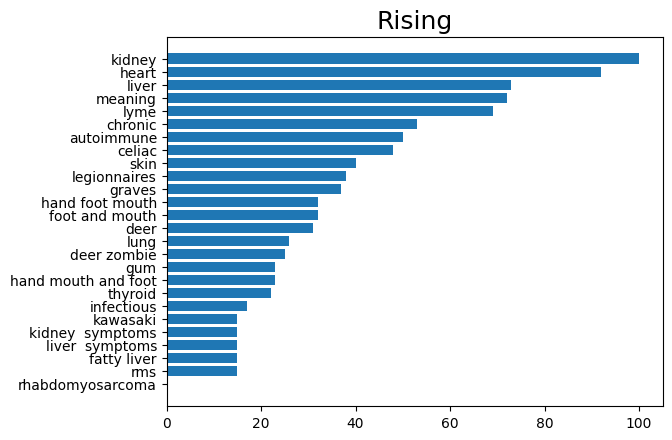 Rising
kidney
heart
liver
meaning
lyme
chronic
autoimmune
celiac
skin
legionnaires
graves
hand foot mouth
foot and mouth
deer
lung
deer zombie
gum
hand mouth and foot
thyroid
infectious
kawasaki
kidney  symptoms
liver  symptoms
fatty liver
rms
rhabdomyosarcoma
0 20 40 60 80 100